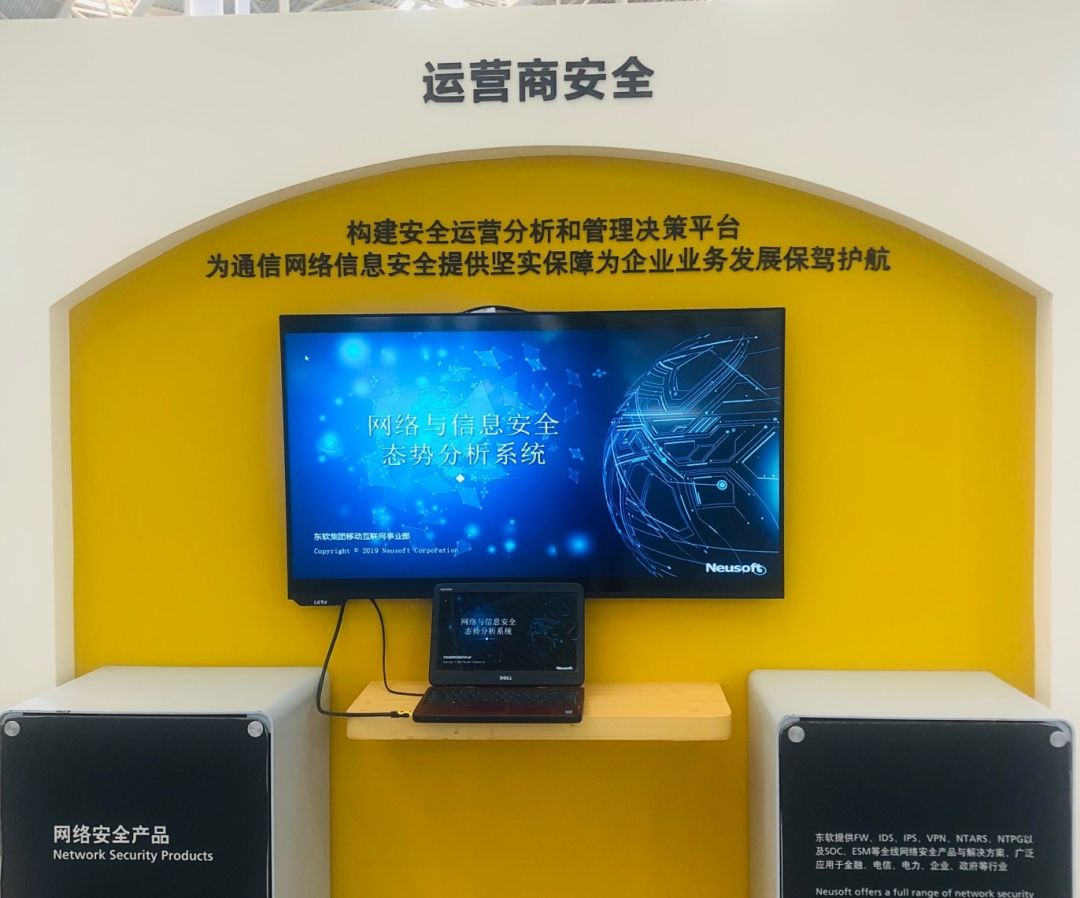 运营商安全
构建安全运营分析和管理决策平台
为通信网络信息安全提供坚实保障为企业业务发展保驾护航
网络与信息安全
态势分析系统
东软集团移动互联网事业部
Copyright © 2019 Neusoft Corporation
Neusoft
LeTV
网络与信息安全
态势分析系统
Neusoft
DELL
网络安全产品
Network Security Products
东软提供FW、IDS、IPS、VPN、NTARS、NTPG以
及SOC、ESM等全线网络安全产品与解决方案，广泛
应用于金融、电信、电力、企业、政府等行业
Neusoft offers a full range of network security